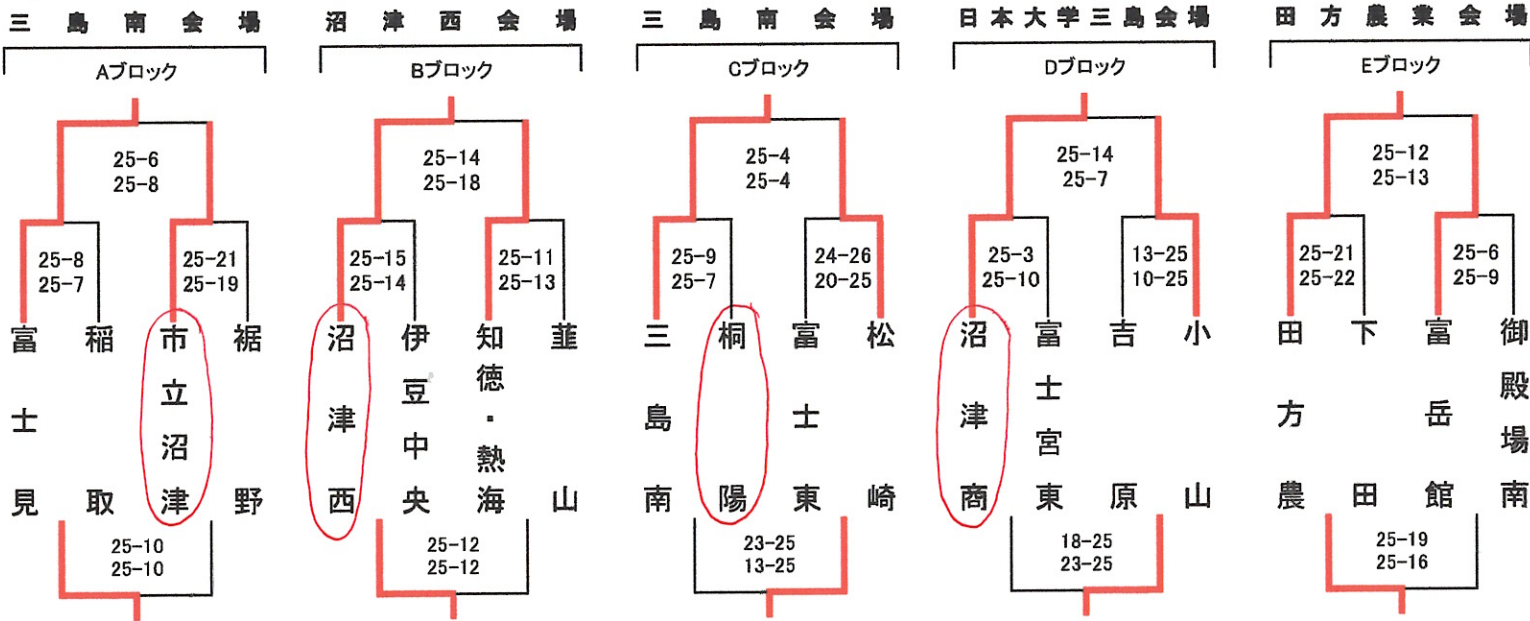 三島南会場
Aブロック
25-6
25-8
25-8
25-7
25-21
25-19
富士見
稲取
市立沼津
裾野
25-10
25-10
沼津西会場
Bブロック
25-14
25-18
25-15
25-14
25-11
25-13
沼津西
伊豆中央
知徳・熱海
韮山
25-12
25-12
三島南会場
Cブロック
25-4
25-4
25-9
25-7
24-26
20-25
三島南
桐陽
富士東
松崎
23-25
13-25
日本大学三島会場
Dブロック
25-14
25-7
25-3
25-10
13-25
10-25
沼津商
富士宮東
吉原
小山
18-25
23-25
田方農業会場
Eブロック
25-12
25-13
25-21
25-22
25-6
25-9
田方農
下田
富岳館
御殿場南
25-19
25-16